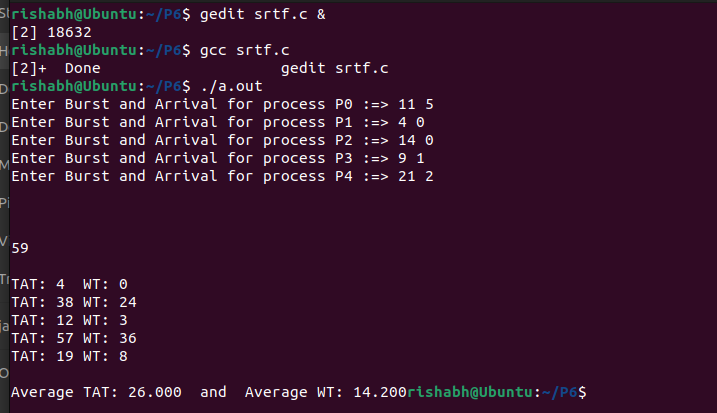 rishabh@Ubuntu:~/P6$ gedit srtf.c &
[2] 18632
rishabh@Ubuntu:~/P6$ gcc srtf.c
[2]+  Done                    gedit srtf.c
rishabh@Ubuntu:~/P6$ ./a.out
Enter Burst and Arrival for process P0 :=> 11 5
Enter Burst and Arrival for process P1 :=> 4 0
Enter Burst and Arrival for process P2 :=> 14 0
Enter Burst and Arrival for process P3 :=> 9 1
Enter Burst and Arrival for process P4 :=> 21 2
59
TAT: 4  WT: 0
TAT: 38 WT: 24
TAT: 12 WT: 3
TAT: 57 WT: 36
TAT: 19 WT: 8
Average TAT: 26.000  and  Average WT: 14.200rishabh@Ubuntu:~/P6$